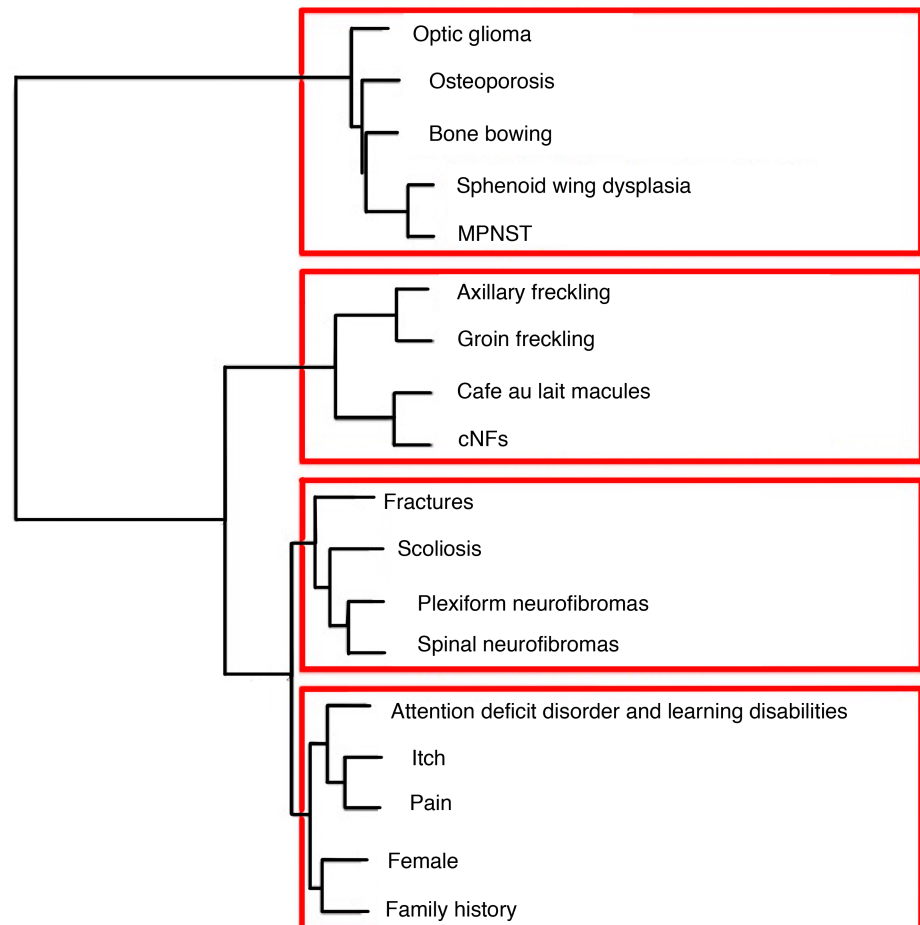 Optic glioma
Osteoporosis
Bone bowing
Sphenoid wing dysplasia
MPNST
Axillary freckling
Groin freckling
Cafe au lait macules
cNFs
Fractures
Scoliosis
Plexiform neurofibromas
Spinal neurofibromas
Attention deficit disorder and learning disabilities
Itch
Pain
Female
Family history